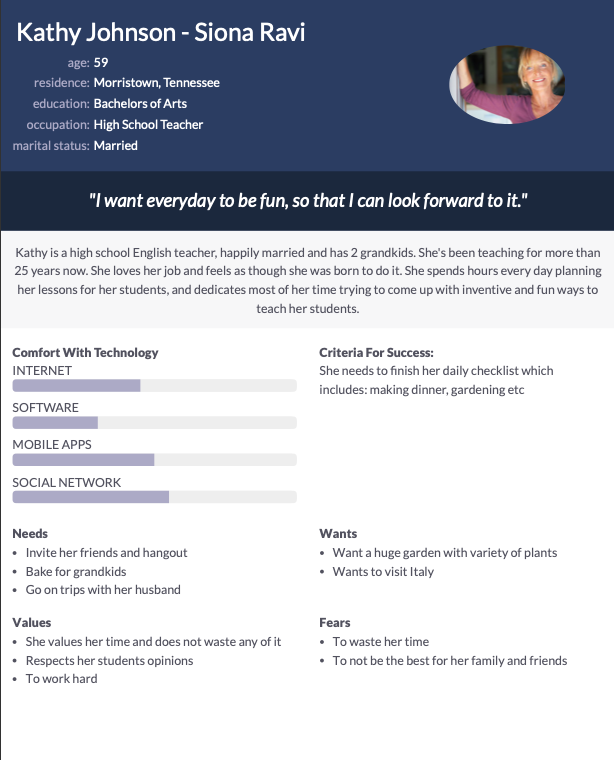 Kathy Johnson - Siona Ravi
age: 59
residence: Morristown, Tennessee
education: Bachelors of Arts
occupation: High School Teacher
marital status: Married
"I want everyday to be fun, so that I can look forward to it."
Kathy is a high school English teacher, happily married and has 2 grandkids. She's been teaching for more than
25 years now. She loves her job and feels as though she was born to do it. She spends hours every day planning
her lessons for her students, and dedicates most of her time trying to come up with inventive and fun ways to
teach her students.
Comfort With Technology
INTERNET
SOFTWARE
MOBILE APPS
SOCIAL NETWORK
Criteria For Success:
She needs to finish her daily checklist which
includes: making dinner, gardening etc
Needs
• Invite her friends and hangout
• Bake for grandkids
• Go on trips with her husband
Wants
• Want a huge garden with variety of plants
• Wants to visit Italy
Values
• She values her time and does not waste any of it
• Respects her students opinions
• To work hard
Fears
• To waste her time
• To not be the best for her family and friends